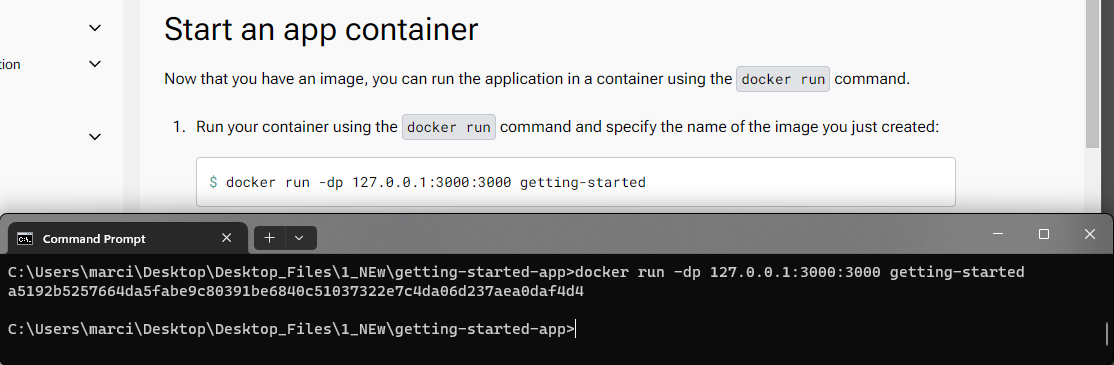 Start an app container
tion
Now that you have an image, you can run the application in a container using the docker run command.
1. Run your container using the docker run command and specify the name of the image you just created:
$ docker run -dp 127.0.0.1:3000:3000 getting-started
Command Prompt
C:\Users\marci\Desktop\Desktop_Files\1_NEw\getting-started-app>docker run -dp 127.0.0.1:3000:3000 getting-started
a5192b5257664da5fabe9c80391be6840c51037322e7c4da06d237aea0daf4d4
C:\Users\marci\Desktop\Desktop_Files\1_NEw\getting-started-app>